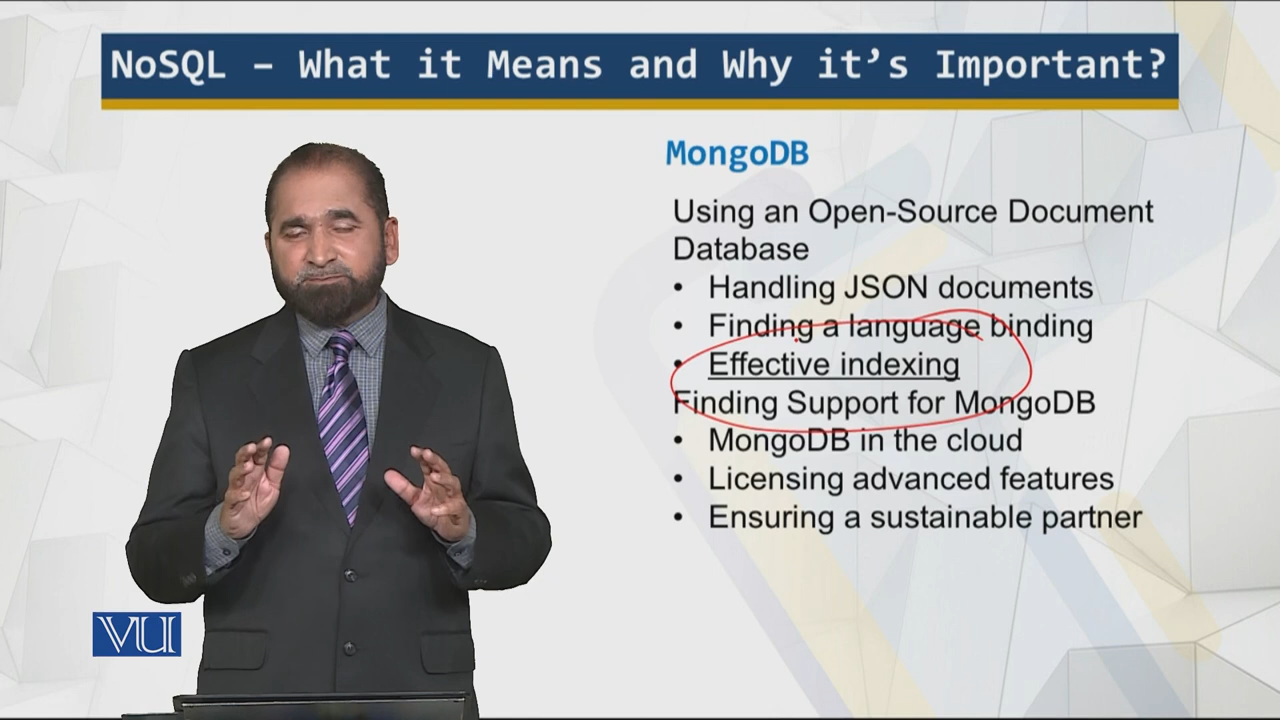 NoSQL – What it Means and Why it’s Important?
MongoDB
Using an Open-Source Document
Database
• Handling JSON documents
• Finding a language binding
• Effective indexing
Finding Support for MongoDB
• MongoDB in the cloud
• Licensing advanced features
• Ensuring a sustainable partner
VU